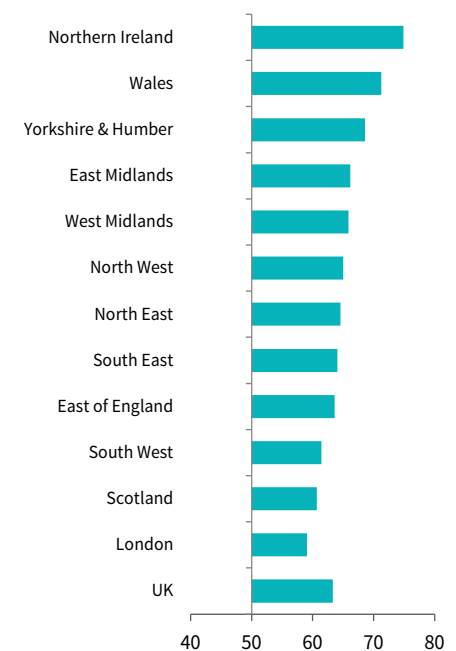 Northern Ireland
Wales
Yorkshire & Humber
East Midlands
West Midlands
North West
North East
South East
East of England
South West
Scotland
London
UK
40 50 60 70 80